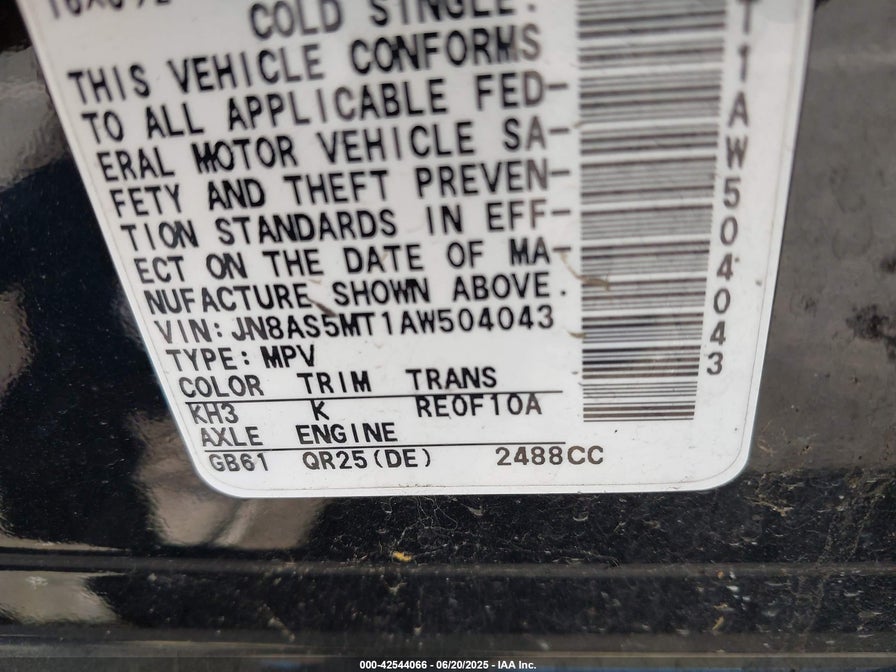 COLD SINGLE:
THIS VEHICLE CONFORMS
TO ALL APPLICABLE FED-
ERAL MOTOR VEHICLE SA-
FETY AND THEFT PREVEN-
TION STANDARDS IN EFF-
ECT ON THE DATE OF MA-
NUFACTURE SHOWN ABOVE.
VIN: JN8AS5MT1AW504043
TYPE: MPV
COLOR TRIM TRANS
KH3 K RE0F10A
AXLE ENGINE
GB61 QR25(DE) 2488CC
T1AW504043
000-42544066 - 06/20/2025 - IAA Inc.